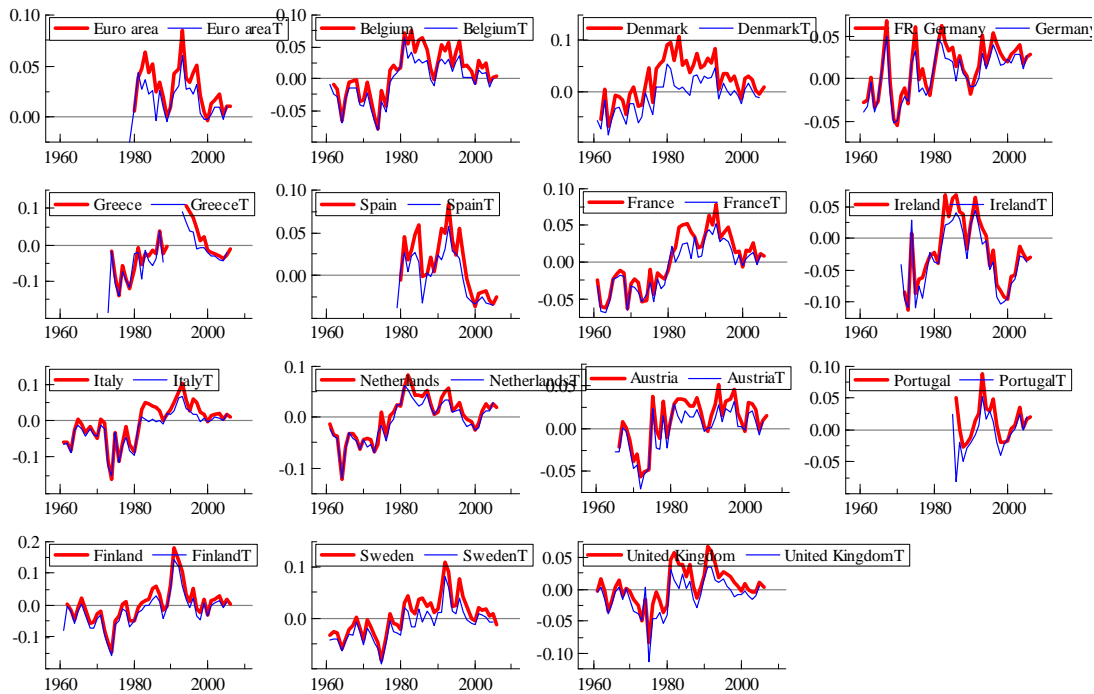 Euro area Euro areaT
0.10
0.05
0.00
1960 1980 2000
Belgium BelgiumT
0.10
0.05
0.00
-0.05
1960 1980 2000
Denmark DenmarkT
0.10
0.0
1960 1980 2000
FR Germany Germany
0.05
0.00
-0.05
1960 1980 2000
Greece GreeceT
0.1
-0.0
-0.1
1960 1980 2000
Spain SpainT
0.10
0.05
0.00
1960 1980 2000
France FranceT
0.10
0.05
0.00
-0.05
1960 1980 2000
Ireland IrelandT
0.05
0.00
-0.05
-0.10
1960 1980 2000
Italy ItalyT
0.1
-0.0
-0.1
1960 1980 2000
Netherlands NetherlandsT
0.1
0.0
-0.1
1960 1980 2000
Austria AustriaT
0.05
0.00
-0.05
1960 1980 2000
Portugal PortugalT
0.10
0.05
0.00
-0.05
1960 1980 2000
Finland FinlandT
0.2
0.1
-0.0
-0.1
1960 1980 2000
Sweden SwedenT
0.1
0.0
1960 1980 2000
United Kingdom United KingdomT
0.05
0.00
-0.05
-0.10
1960 1980 2000